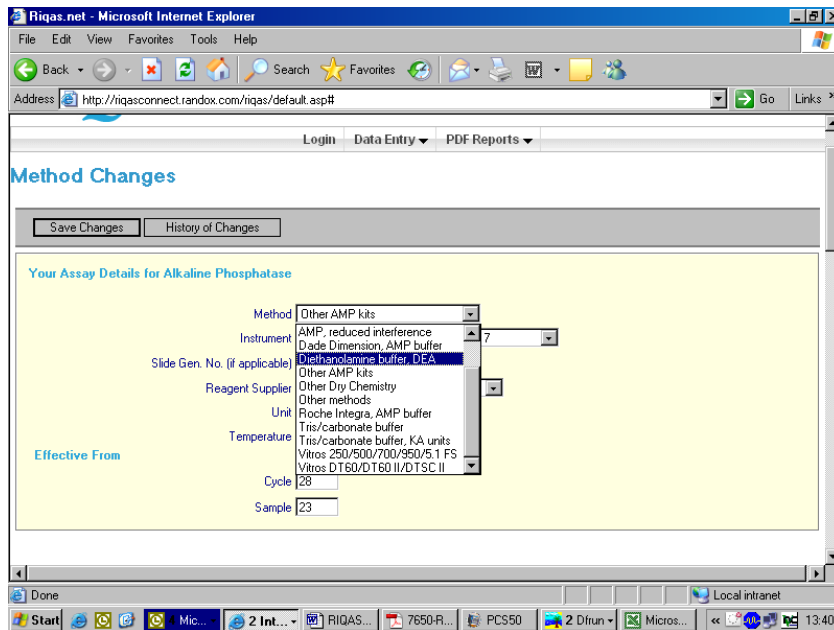 Riqas.net - Microsoft Internet Explorer
File Edit View Favorites Tools Help
Back Search Favorites
Address http://riqasconnect.randox.com/riqas/default.asp# Go Links
Login Data Entry PDF Reports
Method Changes
Save Changes History of Changes
Your Assay Details for Alkaline Phosphatase
Method Other AMP kits
AMP, reduced interference
Instrument 7
Dade Dimension, AMP buffer
Slide Gen. No. (if applicable) Diethanolamine buffer, DEA
Other AMP kits
Reagent Supplier Other Dry Chemistry
Other methods
Unit Roche Integra, AMP buffer
Tris/carbonate buffer
Temperature Tris/carbonate buffer, KA units
Effective From Vitros 250/500/700/950/5.1 FS
Vitros DT60/DT60 II/DTSC II
Cycle 28
Sample 23
Done Local intranet
Start Mic... 2 Int... RIQAS... 7650-R... PCS50 2 Dfrun Micros... « 13:46